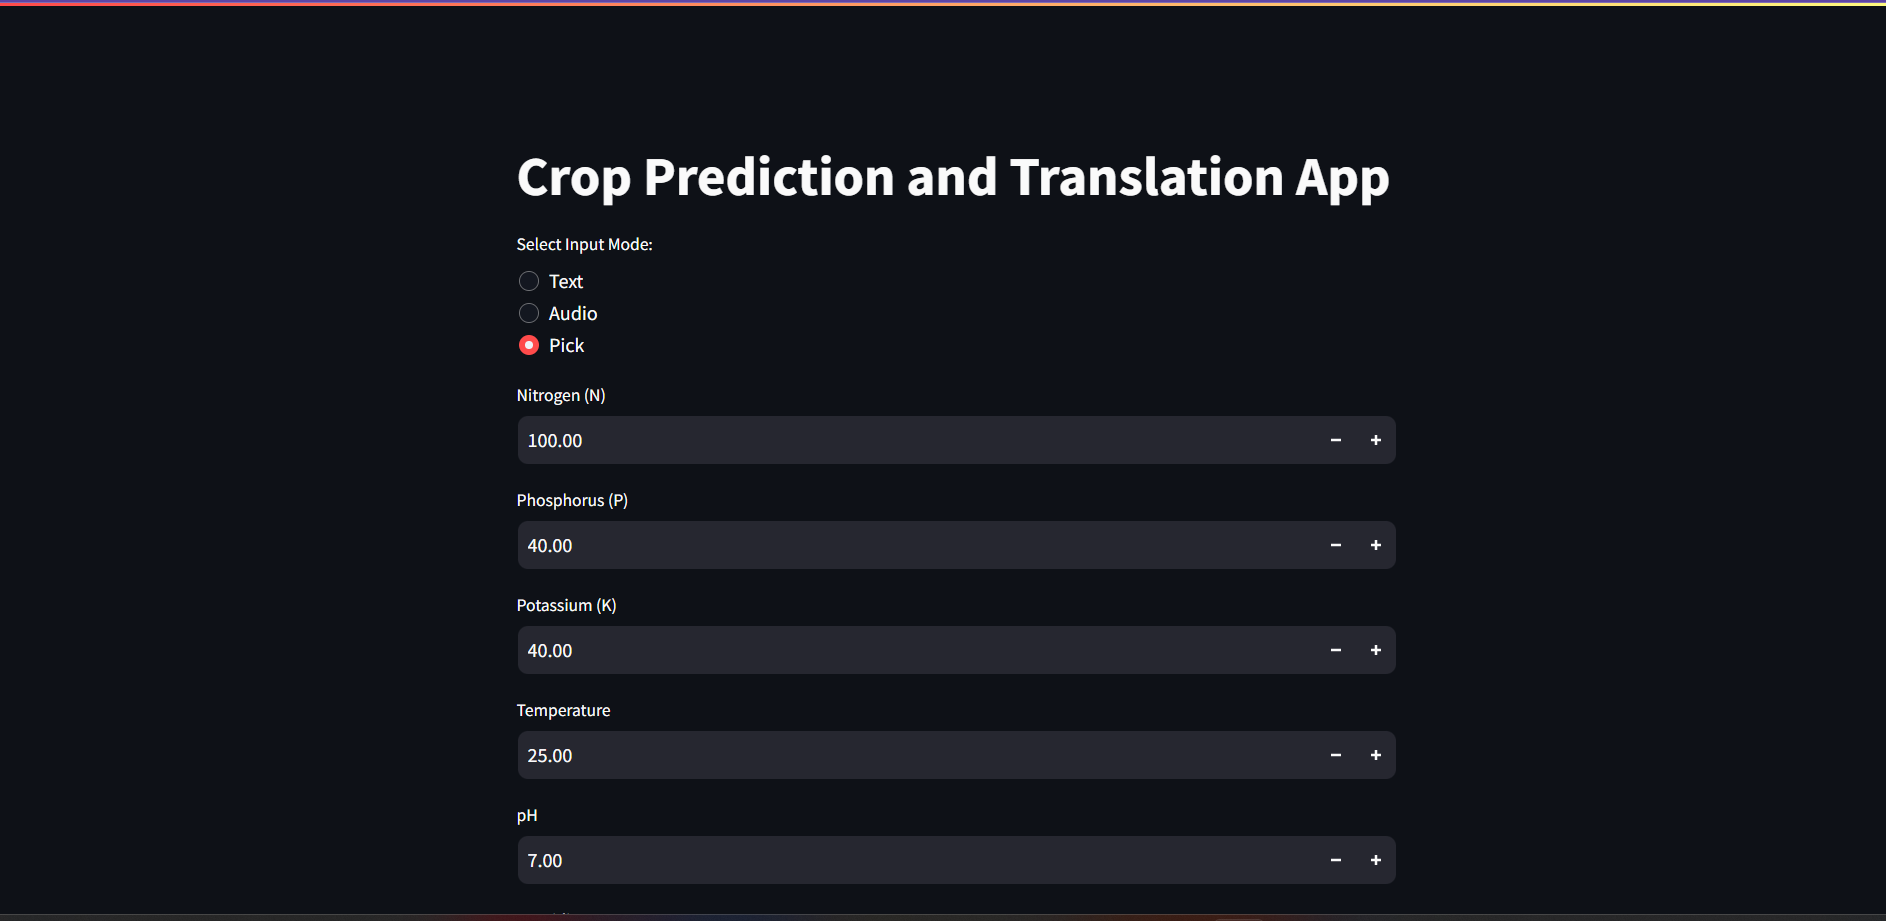 Crop Prediction and Translation App
Select Input Mode:
Text
Audio
Pick
Nitrogen (N)
100.00
Phosphorus (P)
40.00
Potassium (K)
40.00
Temperature
25.00
pH
7.00